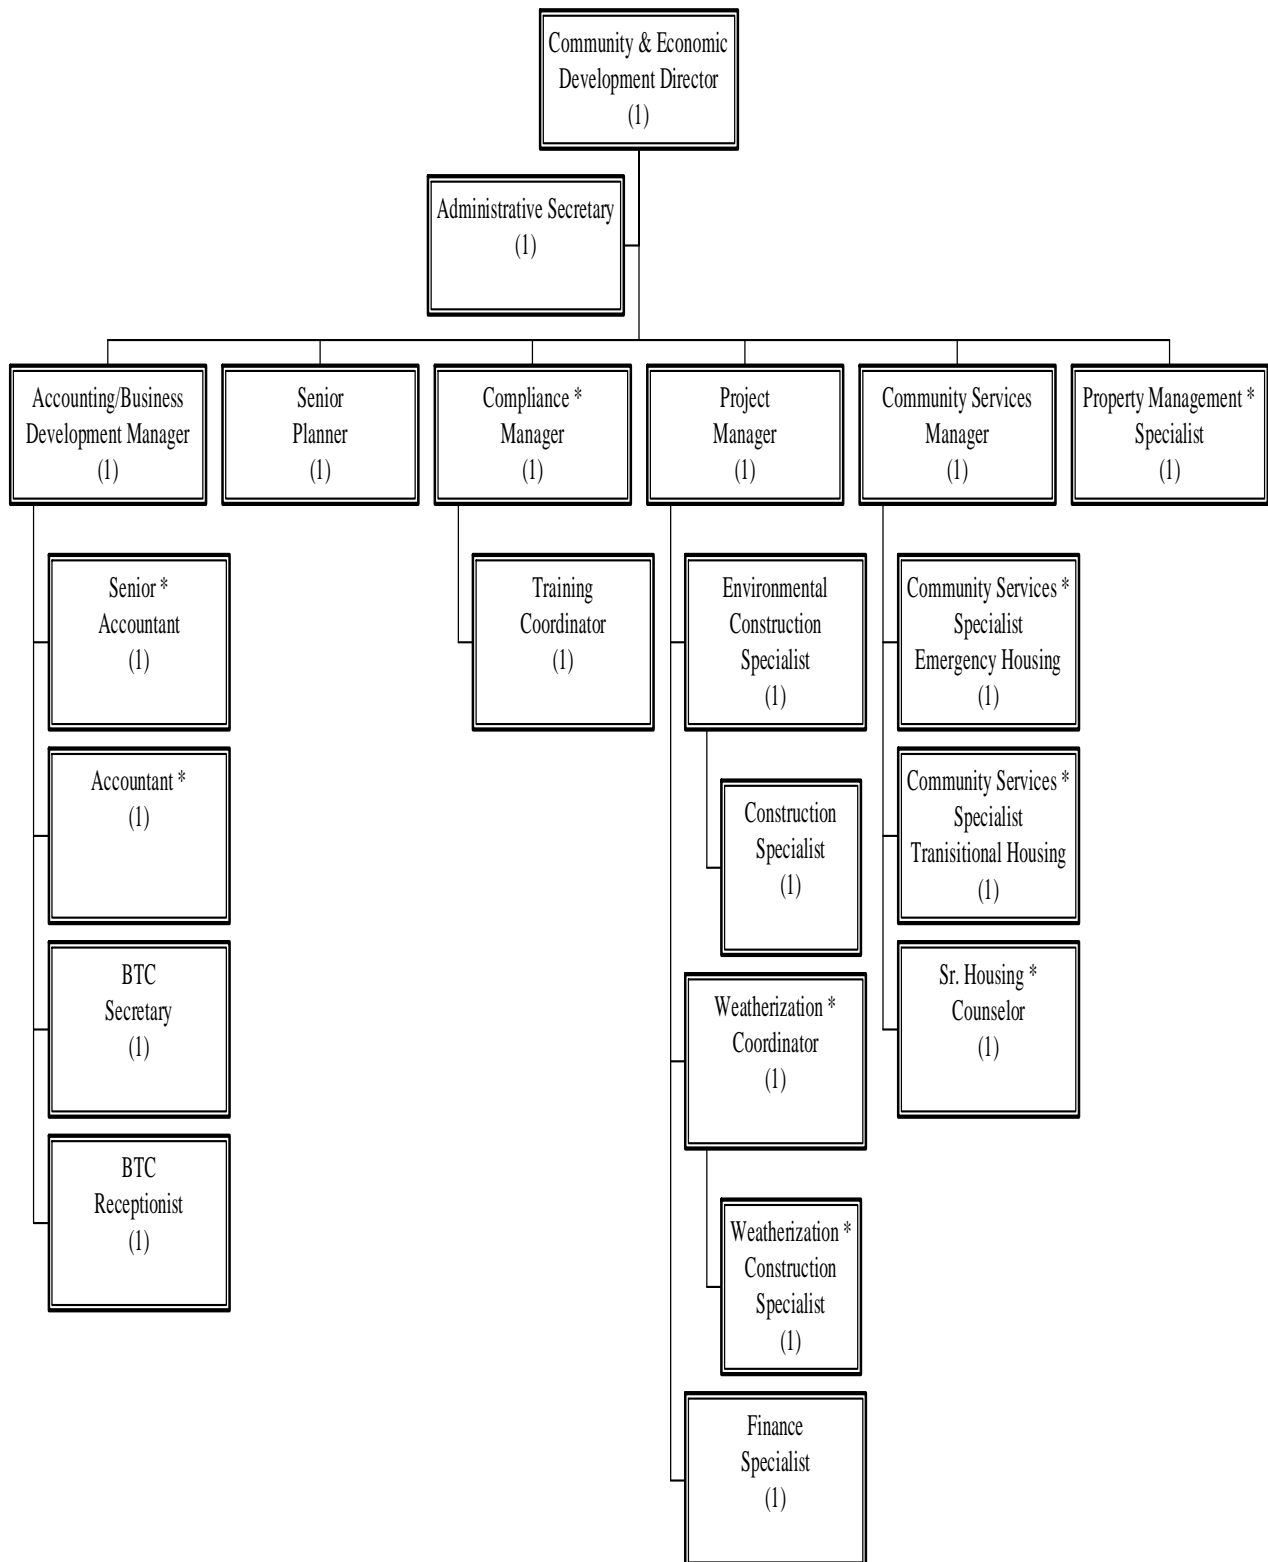 Community & Economic
Development Director
(1)
Administrative Secretary
(1)
Accounting/Business
Development Manager
(1)
Senior
Planner
(1)
Compliance *
Manager
(1)
Project
Manager
(1)
Community Services
Manager
(1)
Property Management *
Specialist
(1)
Senior *
Accountant
(1)
Accountant *
(1)
BTC
Secretary
(1)
BTC
Receptionist
(1)
Training
Coordinator
(1)
Environmental
Construction
Specialist
(1)
Construction
Specialist
(1)
Weatherization *
Coordinator
(1)
Weatherization *
Construction
Specialist
(1)
Finance
Specialist
(1)
Community Services *
Specialist
Emergency Housing
(1)
Community Services *
Specialist
Tranisitional Housing
(1)
Sr. Housing *
Counselor
(1)